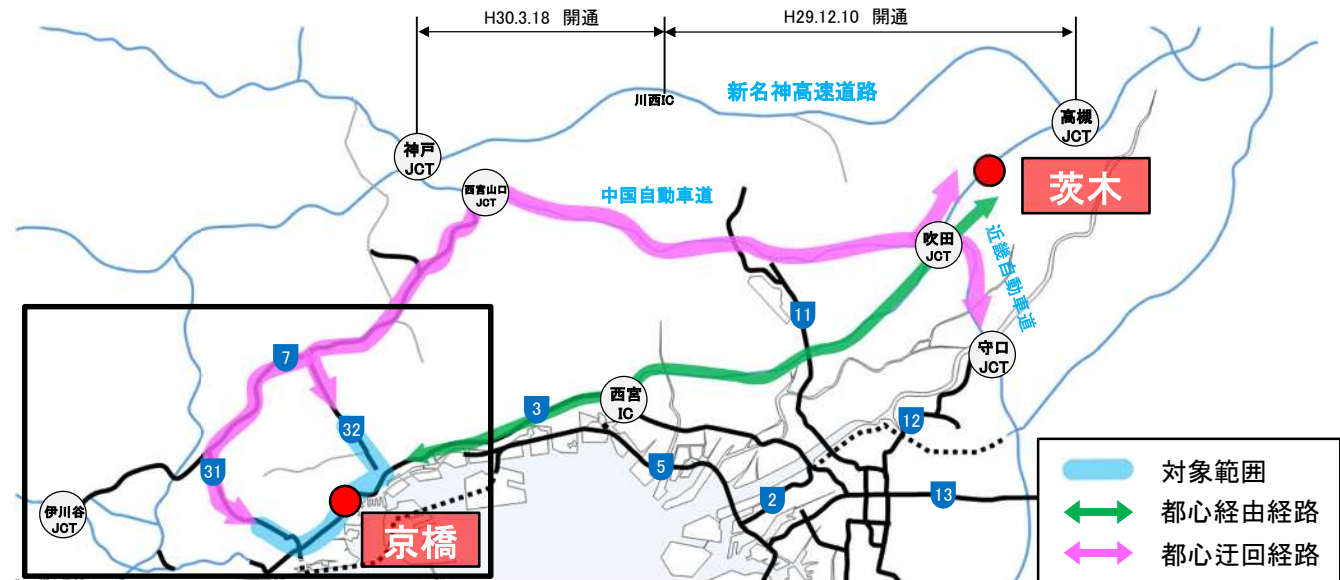 H30.3.18 開通
H29.12.10 開通
川西IC
新名神高速道路
高槻
JCT
神戸
JCT
西宮山口
JCT
中国自動車道
茨木
吹田
JCT
近畿自動車道
11
7
守口
JCT
西宮
IC
3
32
12
31
5
2
13
伊川谷
JCT
京橋
対象範囲
都心経由経路
都心迂回経路